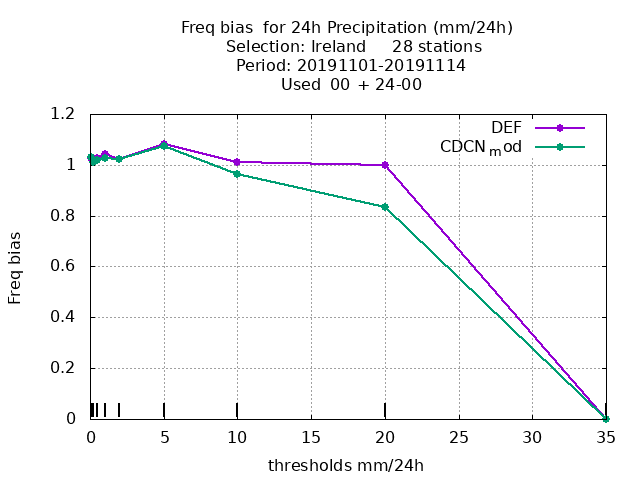 Freq bias  for 24h Precipitation (mm/24h)
Selection: Ireland     28 stations
Period: 20191101-20191114
Used  00 + 24-00
DEF
CDCNmod
1.2
1
0.8
0.6
0.4
0.2
0
Freq bias
0 5 10 15 20 25 30 35
thresholds mm/24h